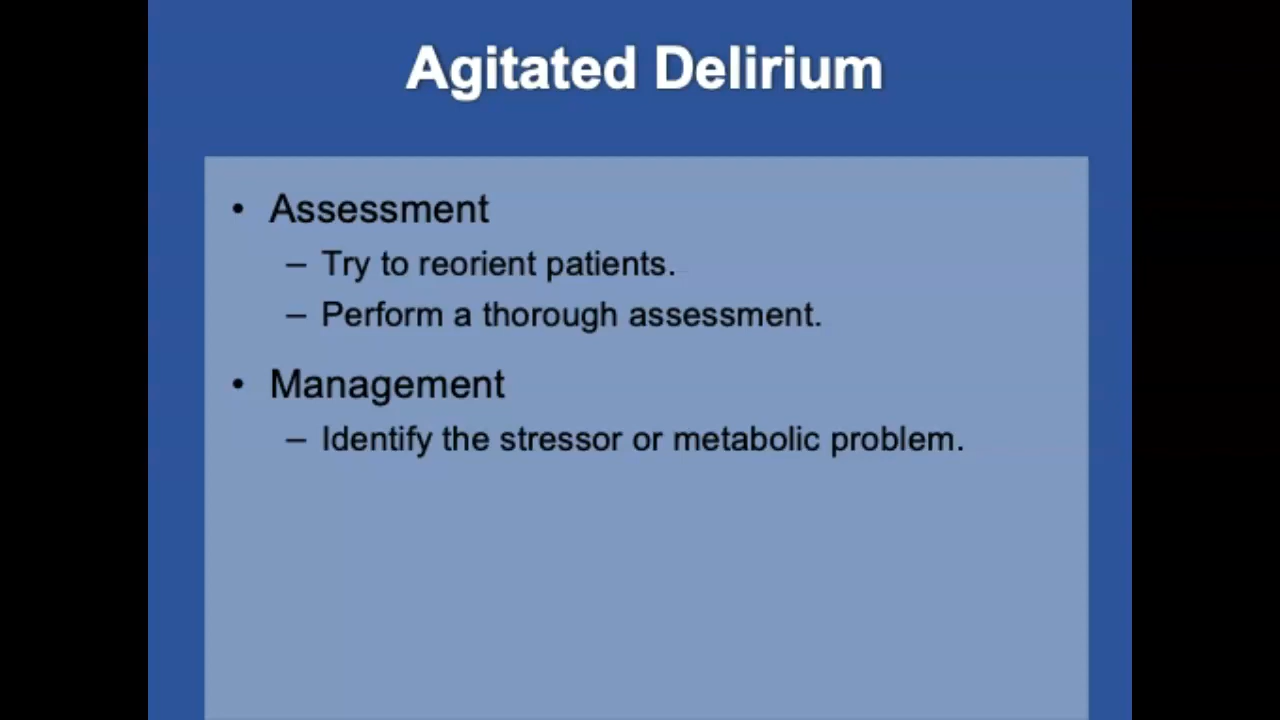 Agitated Delirium
• Assessment
– Try to reorient patients.
– Perform a thorough assessment.
• Management
– Identify the stressor or metabolic problem.